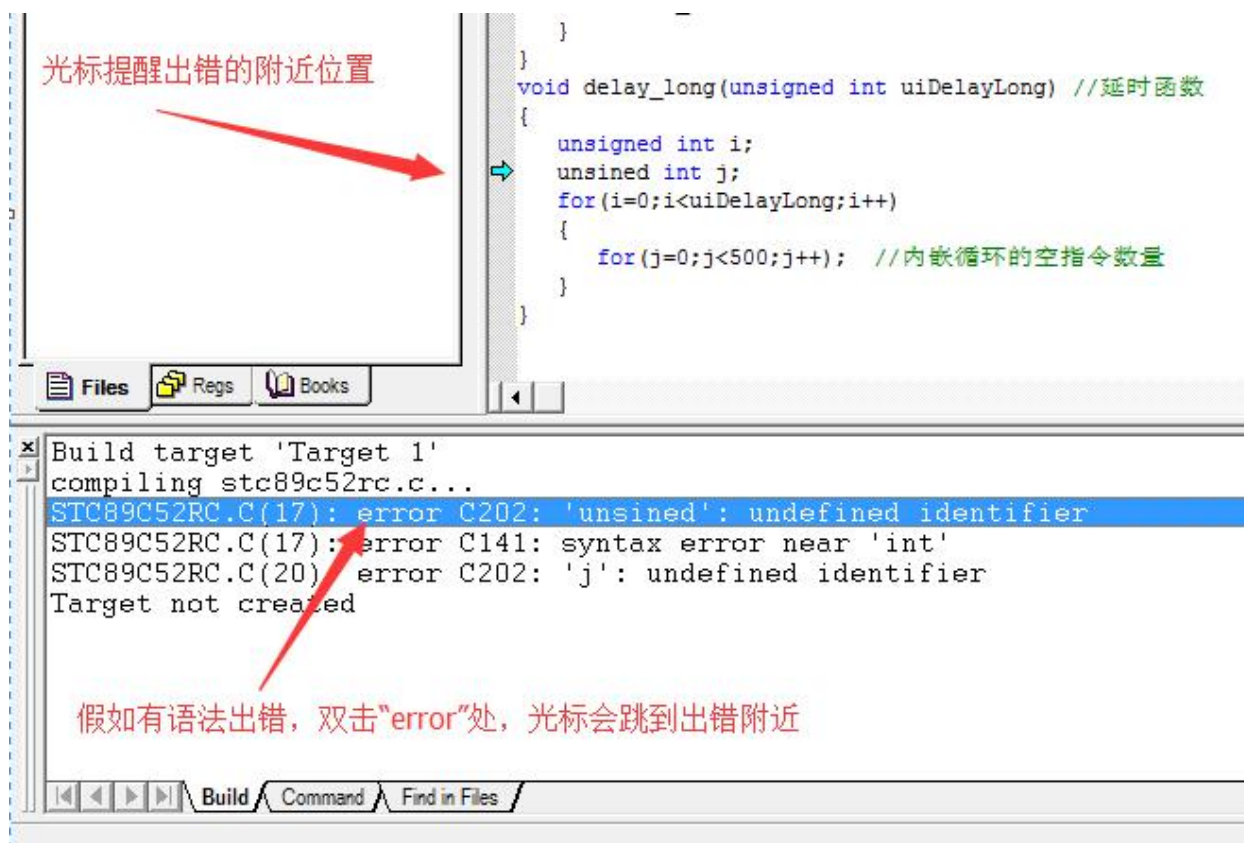 }
}
光标提醒出错的附近位置
void delay_long(unsigned int uiDelayLong) //延时函数
{
unsigned int i;
unsined int j;
for(i=0;i<uiDelayLong;i++)
{
for(j=0;j<500;j++); //内嵌循环的空指令数量
}
}
Files Regs Books
Build target 'Target 1'
compiling stc89c52rc.c...
STC89C52RC.C(17): error C202: 'unsined': undefined identifier
STC89C52RC.C(17): error C141: syntax error near 'int'
STC89C52RC.C(20) error C202: 'j': undefined identifier
Target not created
假如有语法出错，双击“error”处，光标会跳到出错附近
Build Command Find in Files